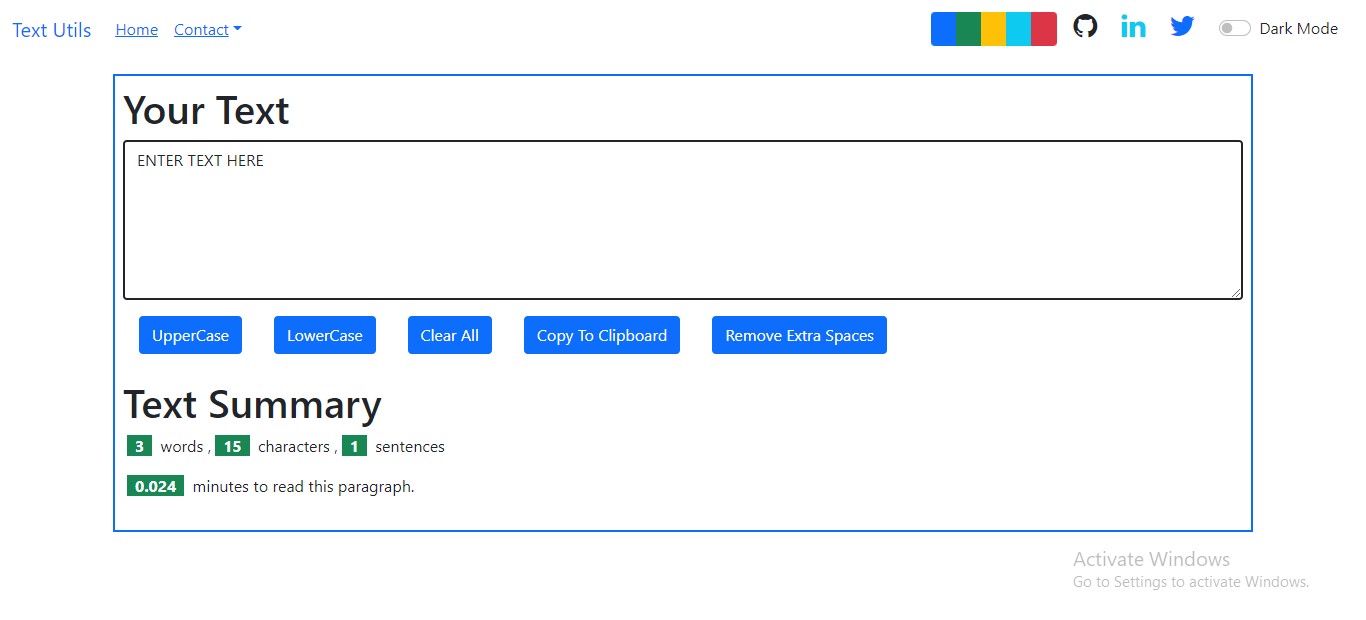 Text Utils Home Contact Dark Mode
Your Text
ENTER TEXT HERE
UpperCase LowerCase Clear All Copy To Clipboard Remove Extra Spaces
Text Summary
3 words , 15 characters , 1 sentences
0.024 minutes to read this paragraph.
Activate Windows
Go to Settings to activate Windows.